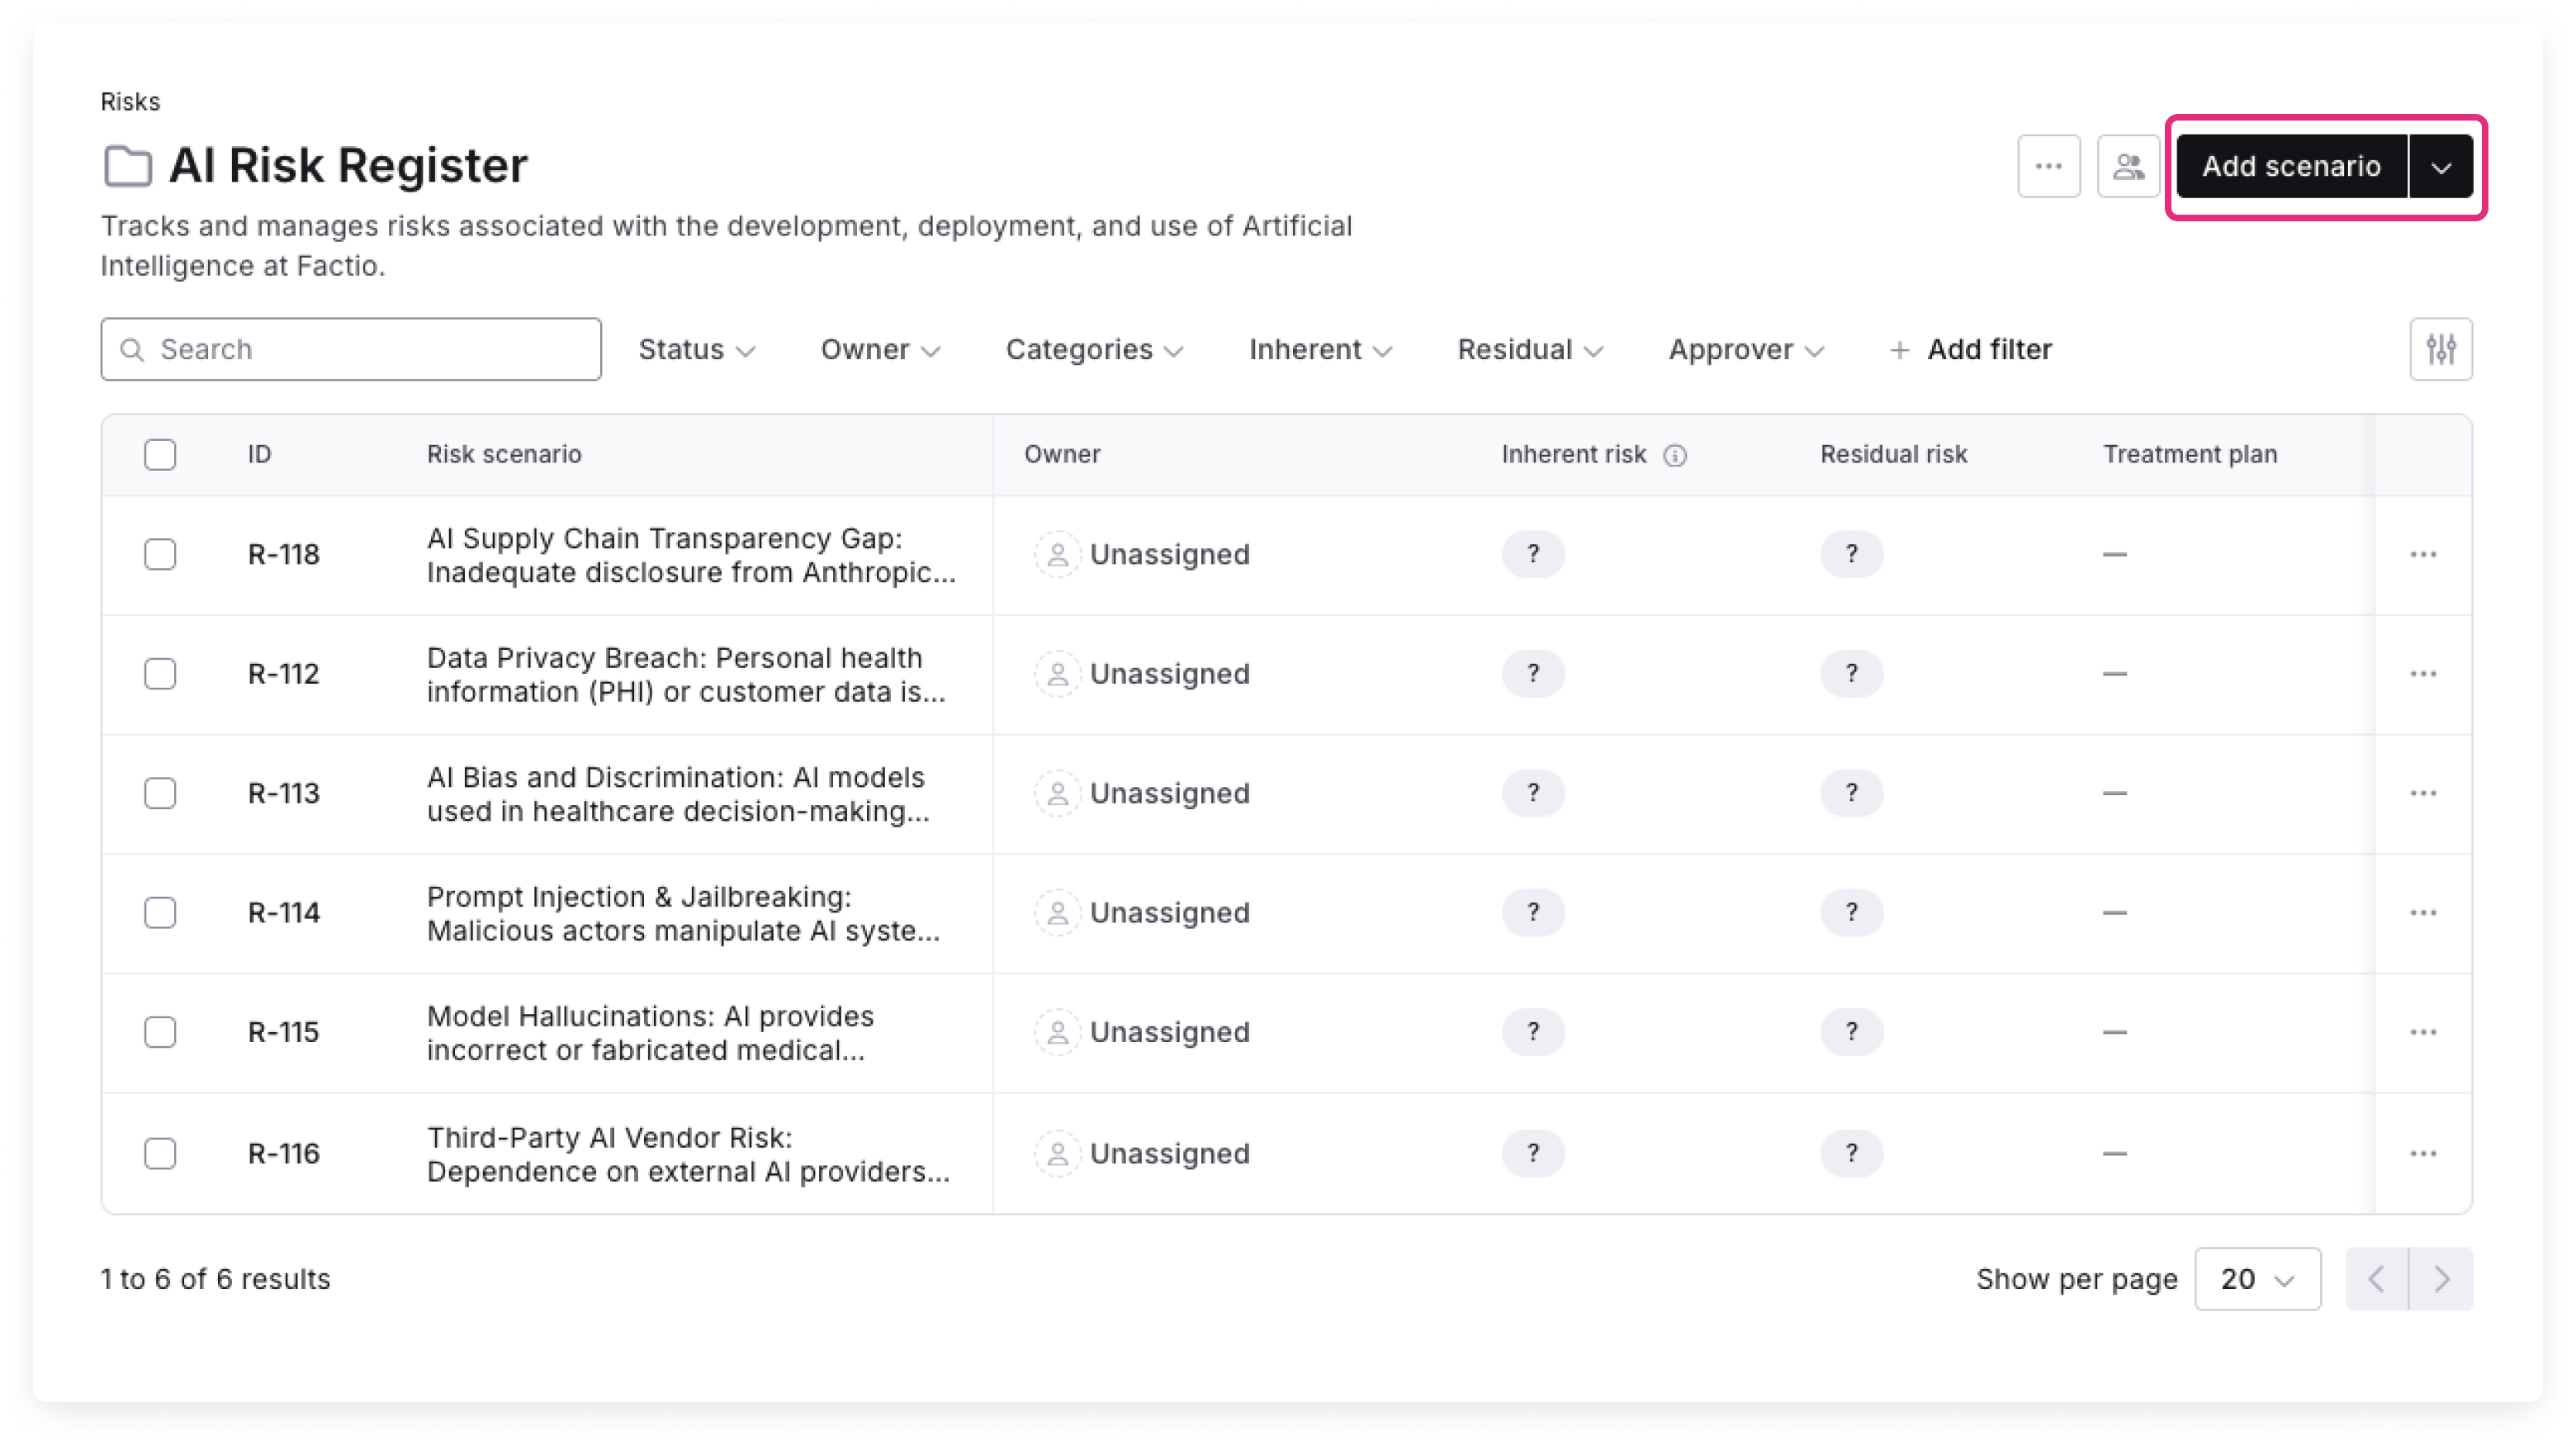 Risks
AI Risk Register
Add scenario
Tracks and manages risks associated with the development, deployment, and use of Artificial
Intelligence at Factio.
Search
Status
Owner
Categories
Inherent
Residual
Approver
+ Add filter
ID
Risk scenario
Owner
Inherent risk
Residual risk
Treatment plan
R-118
AI Supply Chain Transparency Gap:
Inadequate disclosure from Anthropic...
Unassigned
?
?
—
R-112
Data Privacy Breach: Personal health
information (PHI) or customer data is...
Unassigned
?
?
—
R-113
AI Bias and Discrimination: AI models
used in healthcare decision-making...
Unassigned
?
?
—
R-114
Prompt Injection & Jailbreaking:
Malicious actors manipulate AI syste...
Unassigned
?
?
—
R-115
Model Hallucinations: AI provides
incorrect or fabricated medical...
Unassigned
?
?
—
R-116
Third-Party AI Vendor Risk:
Dependence on external AI providers...
Unassigned
?
?
—
1 to 6 of 6 results
Show per page
20